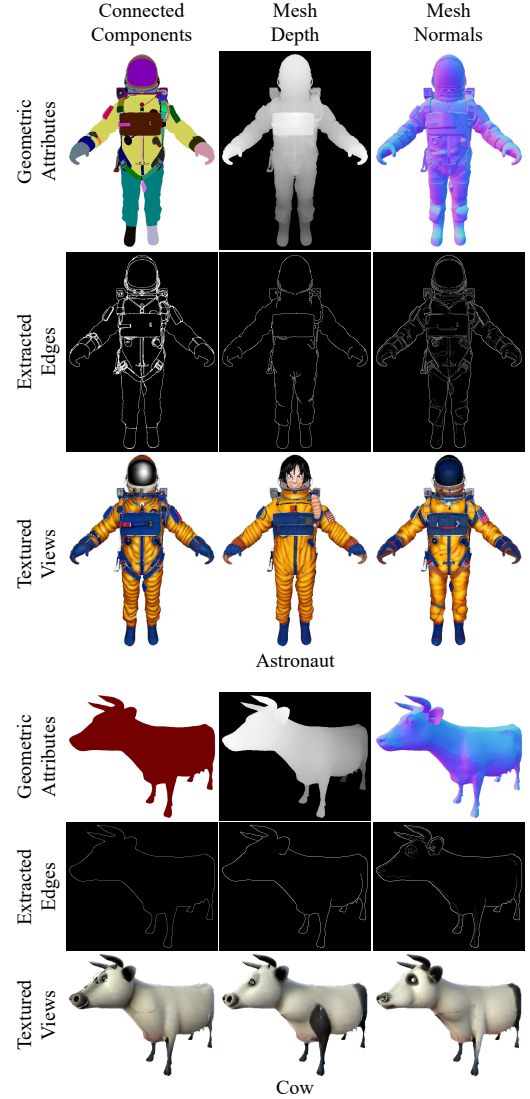 Connected
Components
Mesh
Depth
Mesh
Normals
Geometric
Attributes
Extracted
Edges
Textured
Views
Astronaut
Geometric
Attributes
Extracted
Edges
Textured
Views
Cow